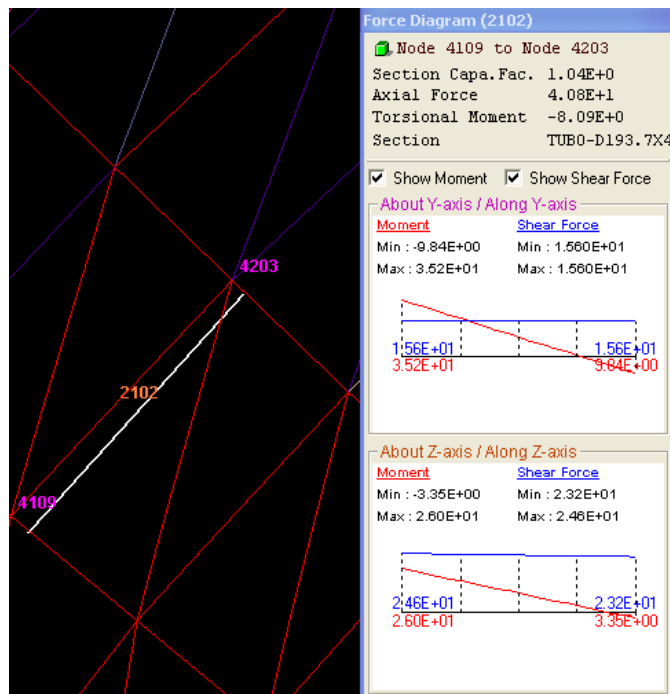 Force Diagram (2102)
Node 4109 to Node 4203
Section Capa.Fac. 1.04E+0
Axial Force 4.08E+1
Torsional Moment -8.09E+0
Section TUB0-D193.7X4
Show Moment Show Shear Force
About Y-axis / Along Y-axis
Moment Shear Force
Min : -9.84E+00 Min : 1.560E+01
Max : 3.52E+01 Max : 1.560E+01
1.56E+01 1.56E+01
3.52E+01 9.84E+00
About Z-axis / Along Z-axis
Moment Shear Force
Min : -3.35E+00 Min : 2.32E+01
Max : 2.60E+01 Max : 2.46E+01
2.46E+01 2.32E+01
2.60E+01 3.35E+00
4203
2102
4109